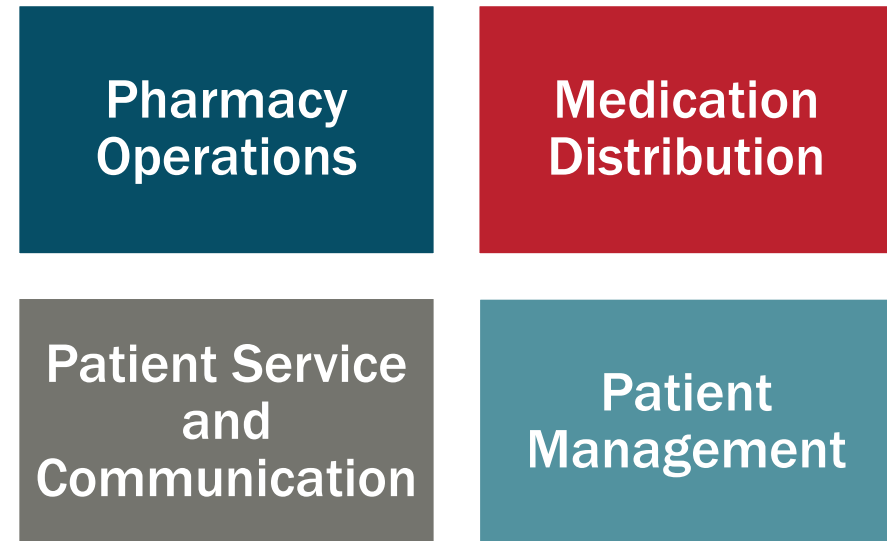 Pharmacy
Operations
Medication
Distribution
Patient Service
and
Communication
Patient
Management